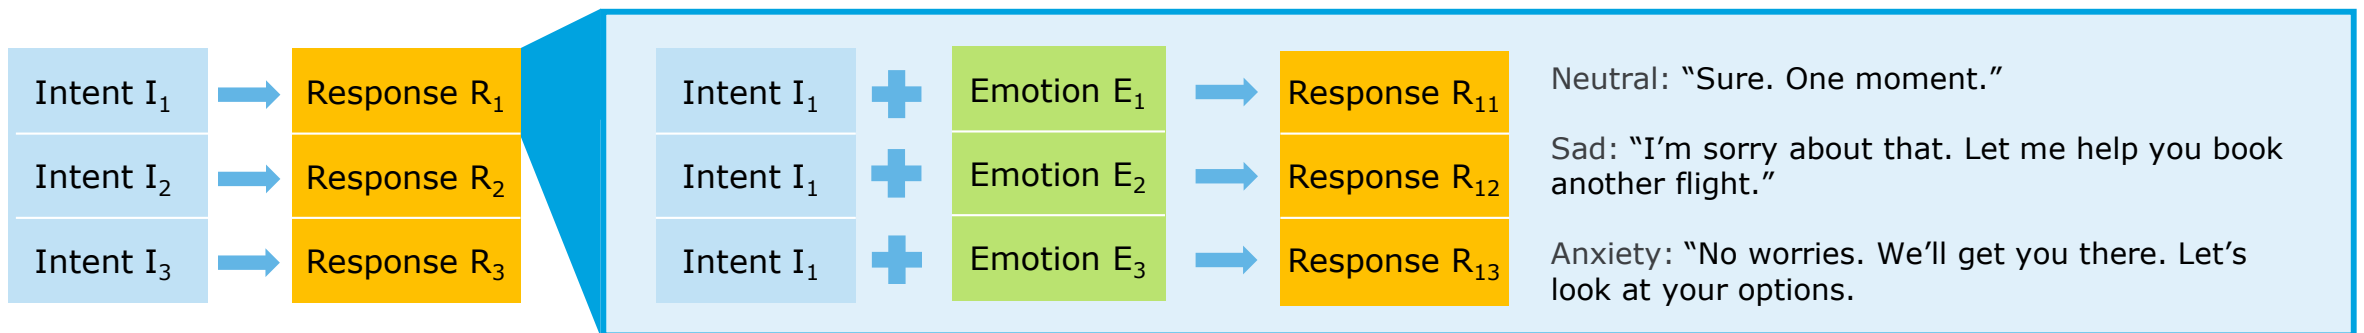 Intent I₁ Response R₁ Intent I₁ Emotion E₁ Response R₁₁ Neutral: “Sure. One moment.”
Intent I₂ Response R₂ Intent I₁ Emotion E₂ Response R₁₂ Sad: “I’m sorry about that. Let me help you book
another flight.”
Intent I₃ Response R₃ Intent I₁ Emotion E₃ Response R₁₃ Anxiety: “No worries. We’ll get you there. Let’s
look at your options.